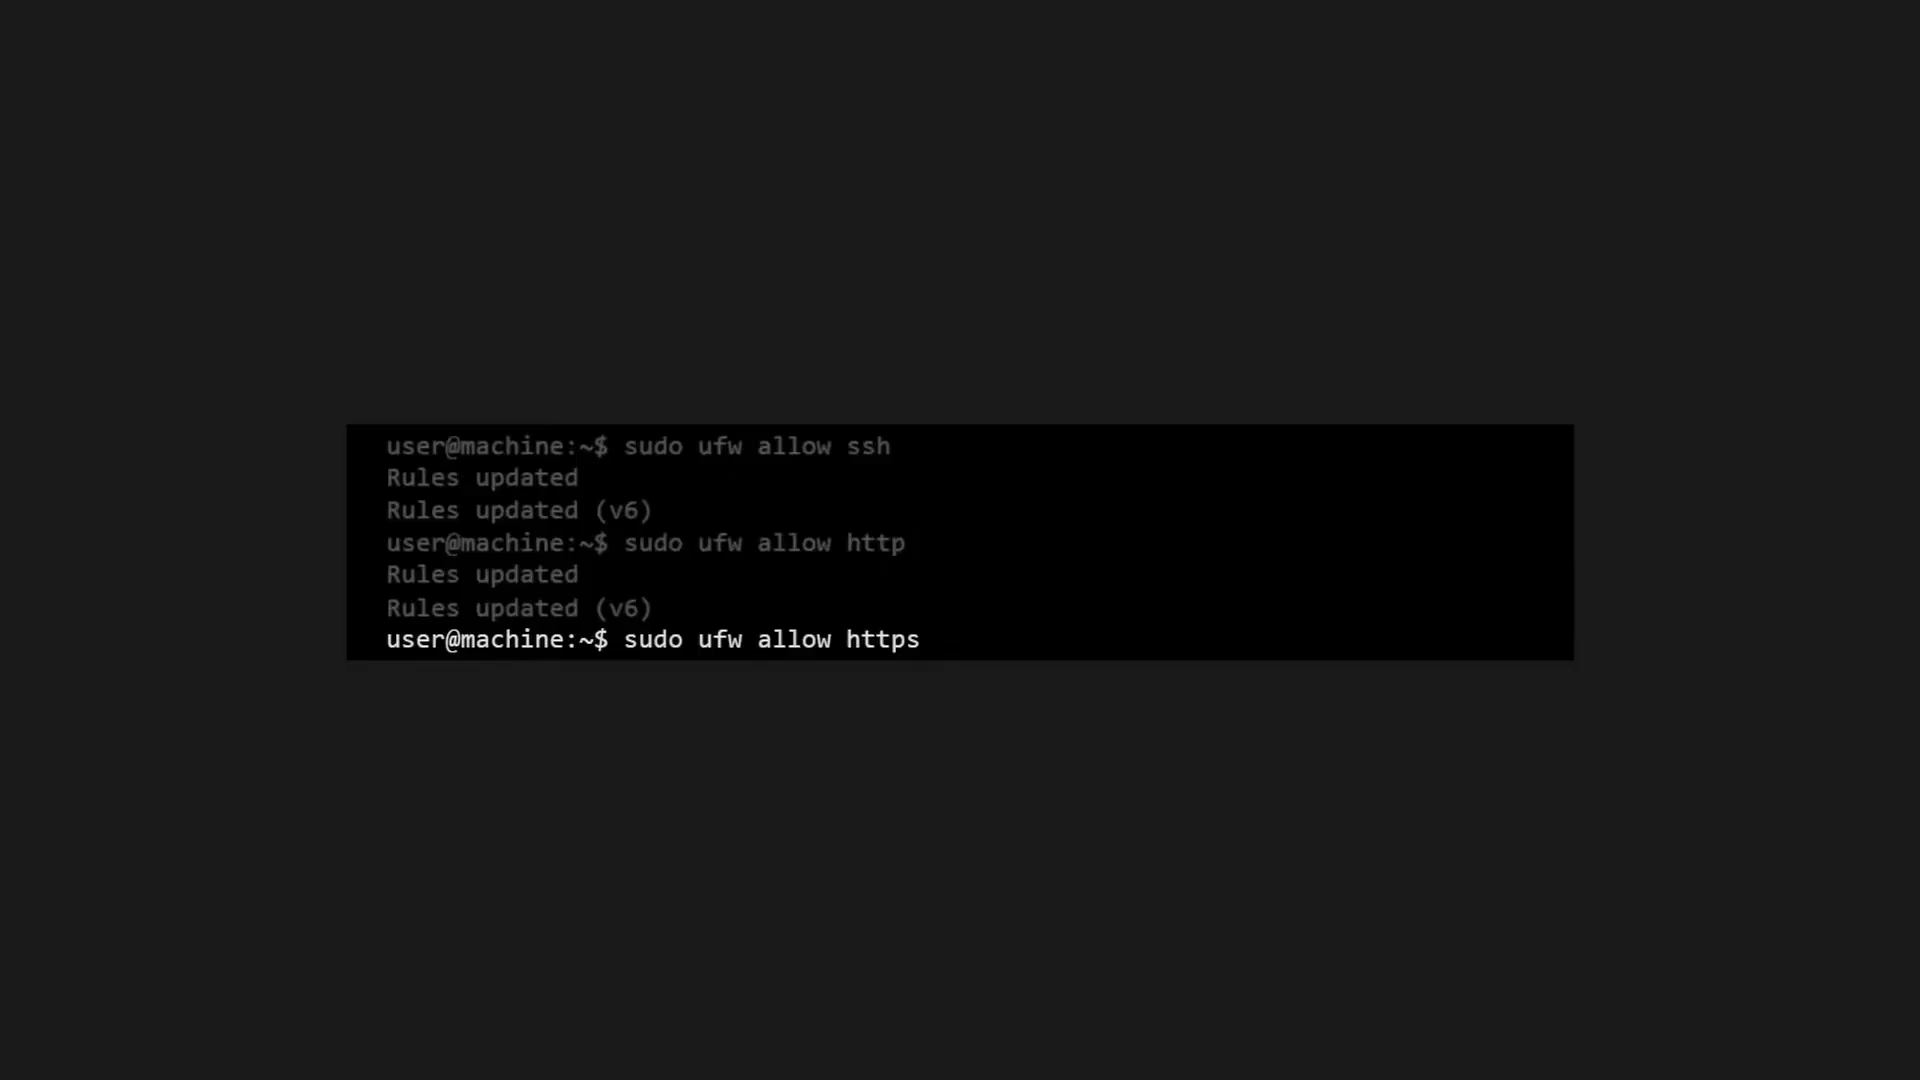 user@machine:~$ sudo ufw allow ssh
Rules updated
Rules updated (v6)
user@machine:~$ sudo ufw allow http
Rules updated
Rules updated (v6)
user@machine:~$ sudo ufw allow https